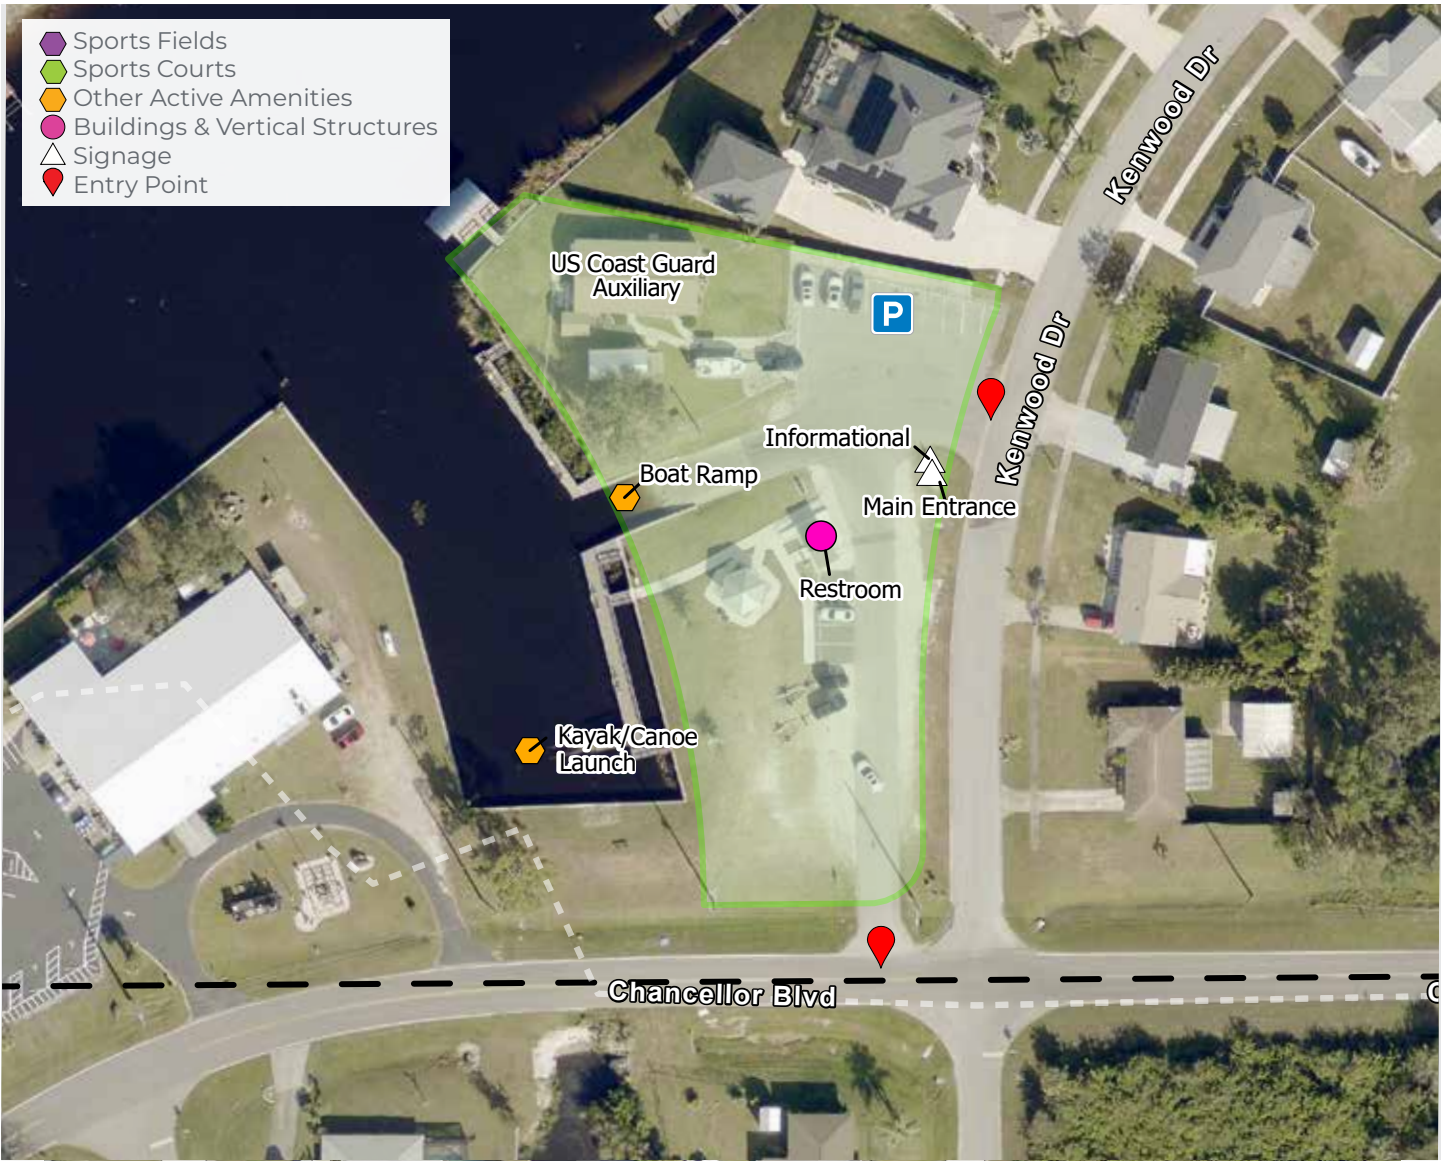 Sports Fields
Sports Courts
Other Active Amenities
Buildings & Vertical Structures
Signage
Entry Point
Kenwood Dr
US Coast Guard
Auxiliary
P
Kenwood Dr
Informational
Boat Ramp
Main Entrance
Restroom
Kayak/Canoe
Launch
Chancellor Blvd
C